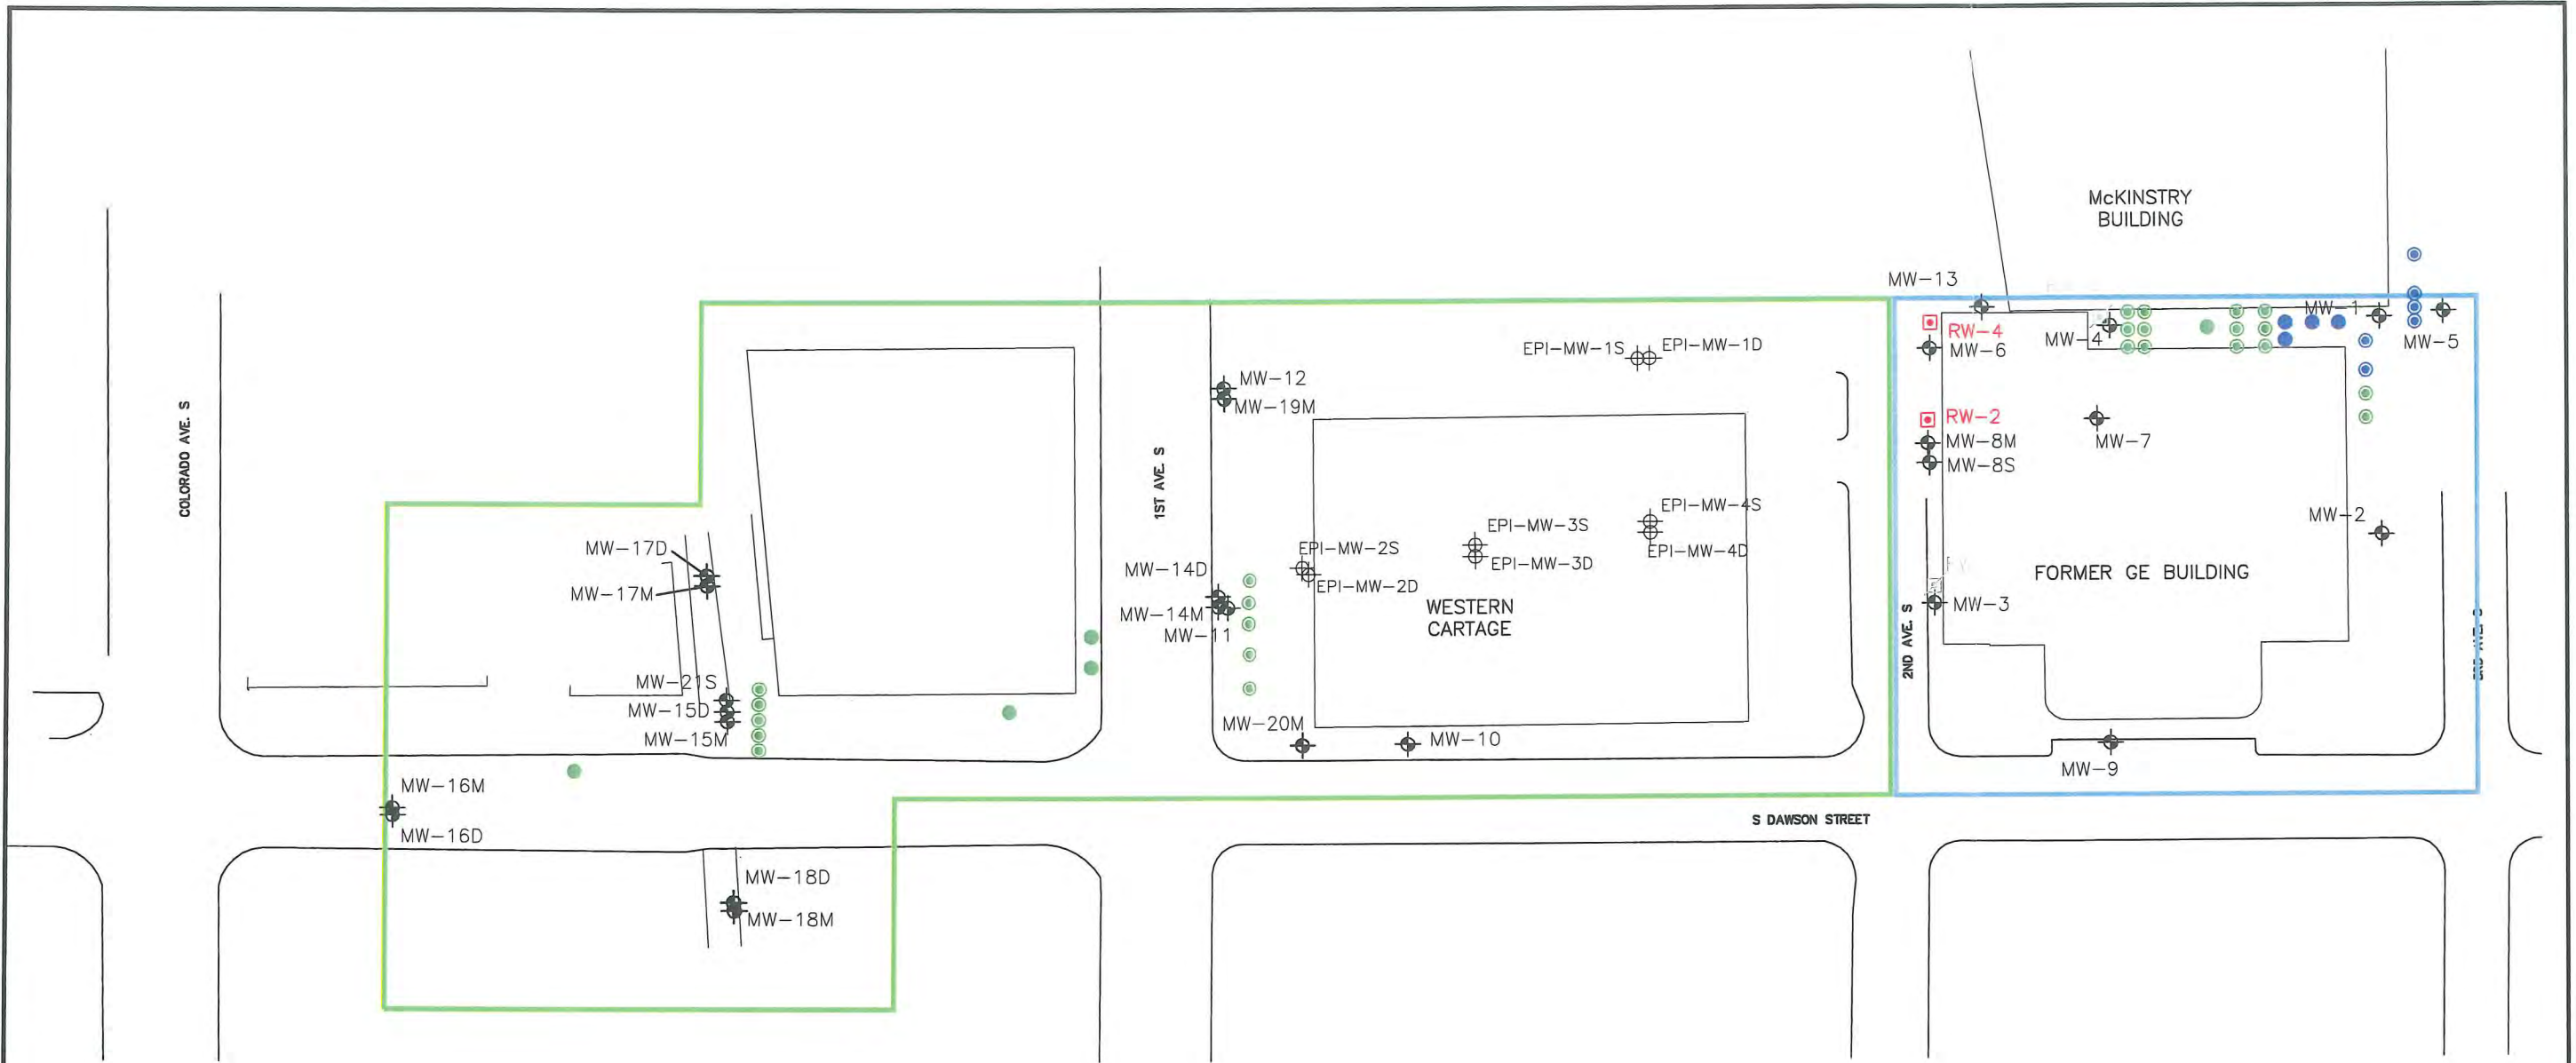 McKINSTRY
BUILDING
MW-13
MW-1
RW-4
MW-6
MW-4
MW-5
EPI-MW-1S
EPI-MW-1D
MW-12
MW-19M
RW-2
MW-8M
MW-8S
MW-7
COLORADO AVE. S
1ST AVE. S
EPI-MW-4S
EPI-MW-4D
EPI-MW-3S
EPI-MW-3D
EPI-MW-2S
EPI-MW-2D
MW-2
MW-17D
MW-17M
MW-14D
MW-14M
MW-11
WESTERN
CARTAGE
FORMER GE BUILDING
MW-3
2ND AVE. S
MW-21S
MW-15D
MW-15M
MW-20M
MW-10
MW-9
MW-16M
MW-16D
S DAWSON STREET
MW-18D
MW-18M